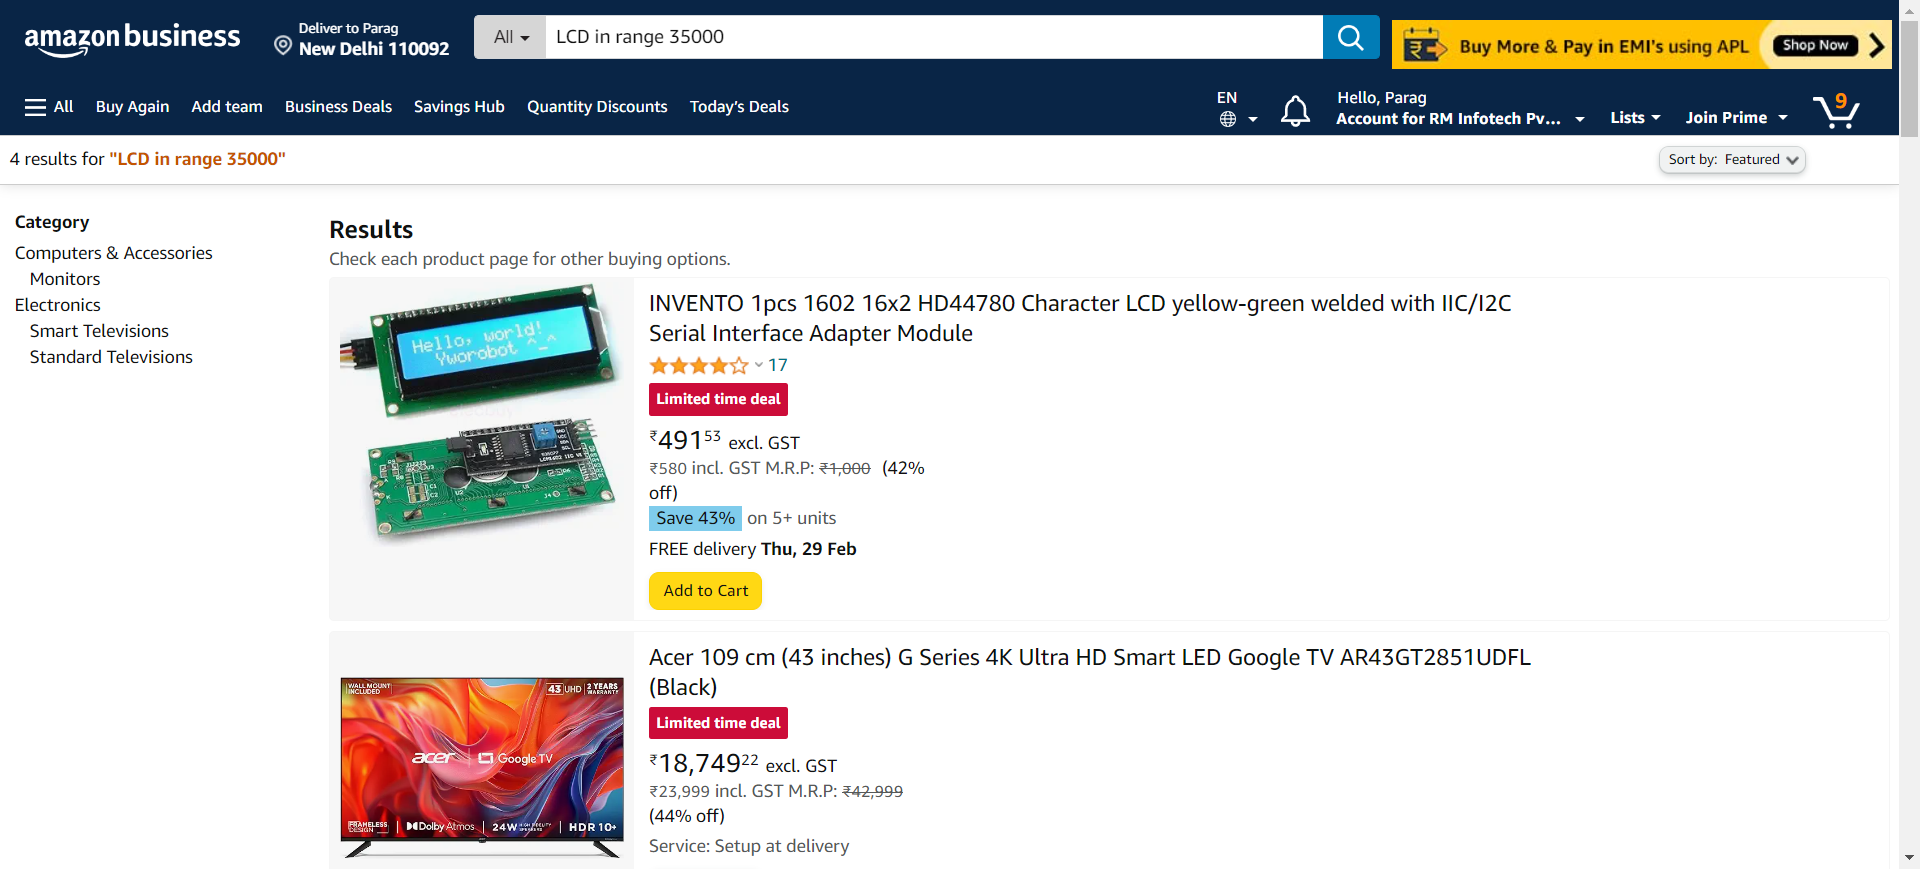 amazon business
Deliver to Parag
New Delhi 110092
All
LCD in range 35000
Buy More & Pay in EMI's using APL
Shop Now
All
Buy Again
Add team
Business Deals
Savings Hub
Quantity Discounts
Today's Deals
EN
Hello, Parag
Account for RM Infotech Pv...
Lists
Join Prime
9
4 results for "LCD in range 35000"
Sort by: Featured
Category
Computers & Accessories
Monitors
Electronics
Smart Televisions
Standard Televisions
Results
Check each product page for other buying options.
Hello, world!
Yworobot ^_^
INVENTO 1pcs 1602 16x2 HD44780 Character LCD yellow-green welded with IIC/I2C
Serial Interface Adapter Module
17
Limited time deal
₹491 53 excl. GST
₹580 incl. GST M.R.P: ₹1,000 (42%
off)
Save 43% on 5+ units
FREE delivery Thu, 29 Feb
Add to Cart
WALL MOUNT
INCLUDED
43 UHD
2 YEARS
WARRANTY
acer
Google TV
FRAMELESS
DESIGN
Dolby Atmos
24W HIGH FIDELITY
SPEAKERS
HDR 10+
Acer 109 cm (43 inches) G Series 4K Ultra HD Smart LED Google TV AR43GT2851UDFL
(Black)
Limited time deal
₹18,749 22 excl. GST
₹23,999 incl. GST M.R.P: ₹42,999
(44% off)
Service: Setup at delivery